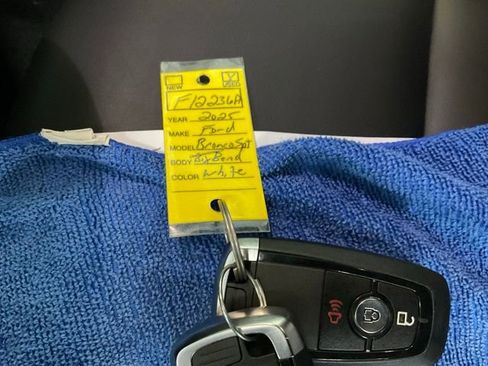 NEW USED
F12236A
YEAR 2025
MAKE Ford
MODEL Bronco Spt
BODY Big Bend
COLOR white